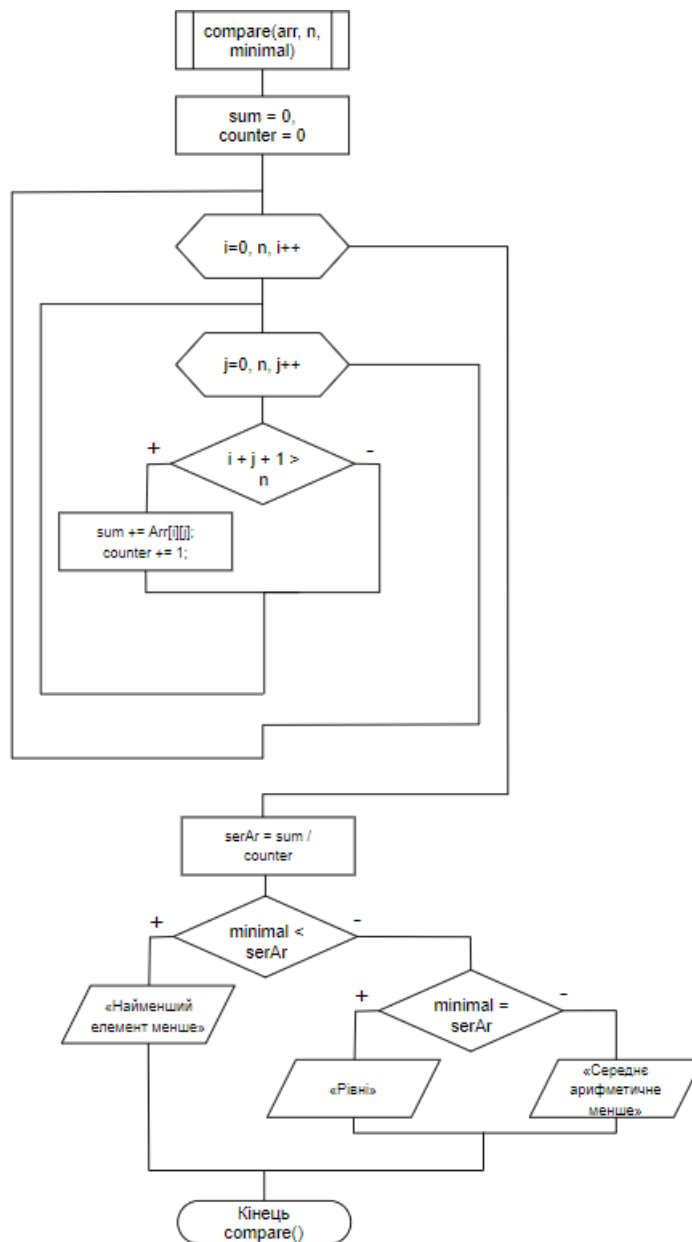 compare(arr, n,
minimal)
sum = 0,
counter = 0
i=0, n, i++
j=0, n, j++
+
-
i + j + 1 >
n
sum += Arr[i][j];
counter += 1;
serAr = sum /
counter
+
-
minimal <
serAr
«Найменший
елемент менше»
+
-
minimal =
serAr
«Рівні»
«Середнє
арифметичне
менше»
Кінець
compare()